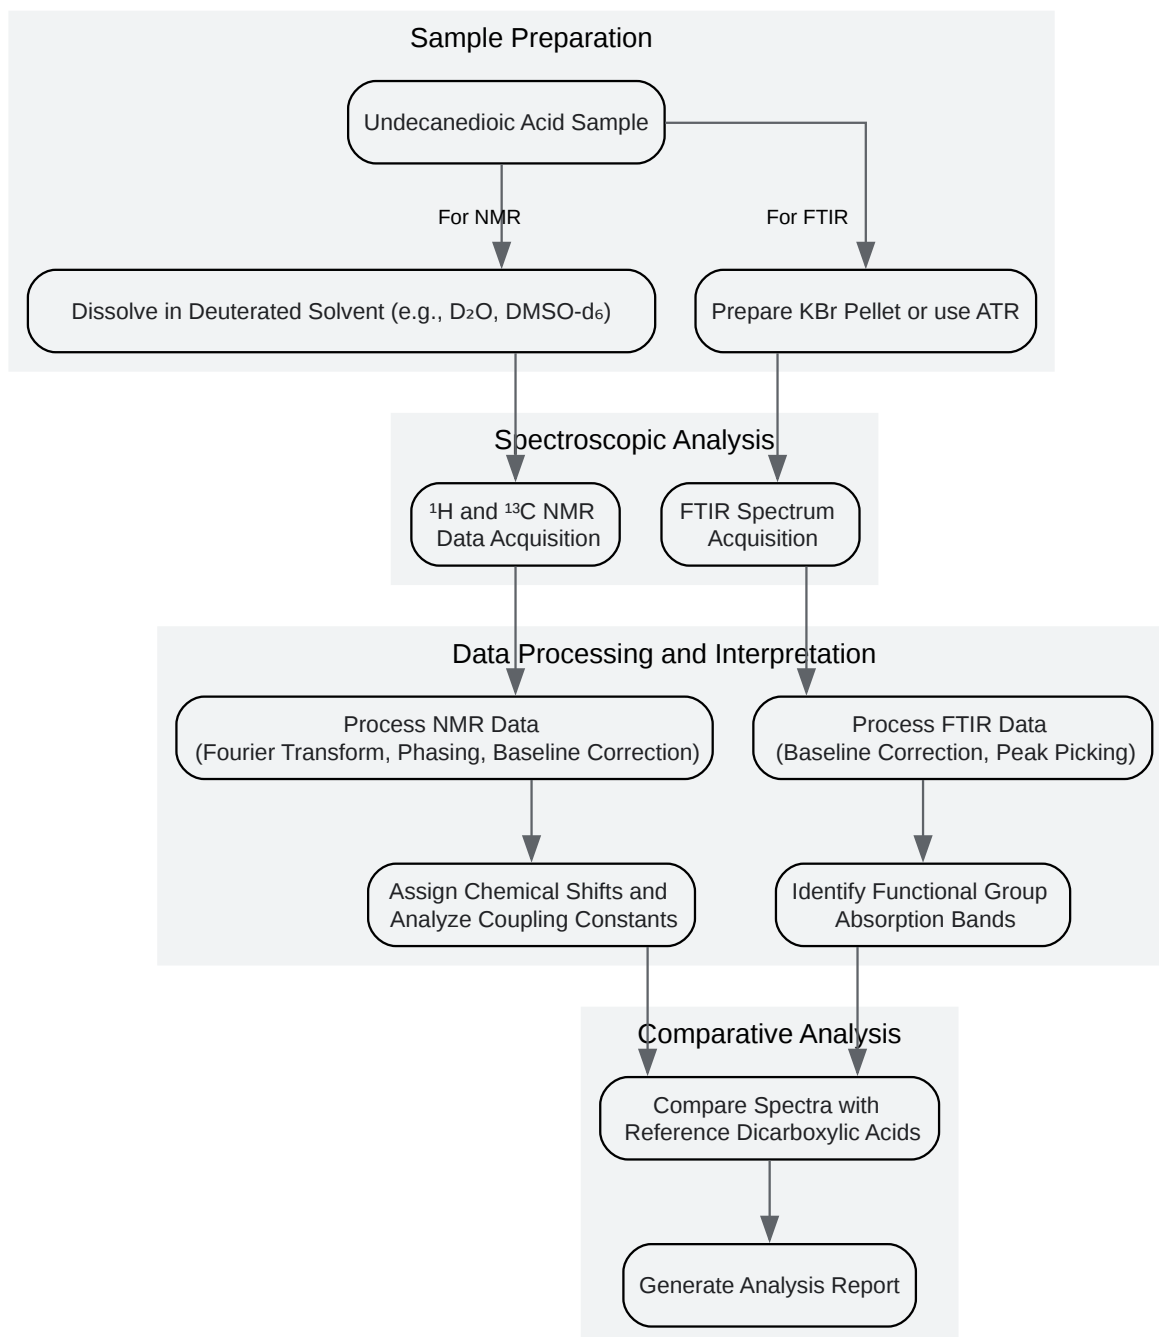 Sample Preparation
Undecanedioic Acid Sample
For NMR
For FTIR
Dissolve in Deuterated Solvent (e.g., D₂O, DMSO-d₆)
Prepare KBr Pellet or use ATR
Spectroscopic Analysis
¹H and ¹³C NMR
Data Acquisition
FTIR Spectrum
Acquisition
Data Processing and Interpretation
Process NMR Data
(Fourier Transform, Phasing, Baseline Correction)
Process FTIR Data
(Baseline Correction, Peak Picking)
Assign Chemical Shifts and
Analyze Coupling Constants
Identify Functional Group
Absorption Bands
Comparative Analysis
Compare Spectra with
Reference Dicarboxylic Acids
Generate Analysis Report